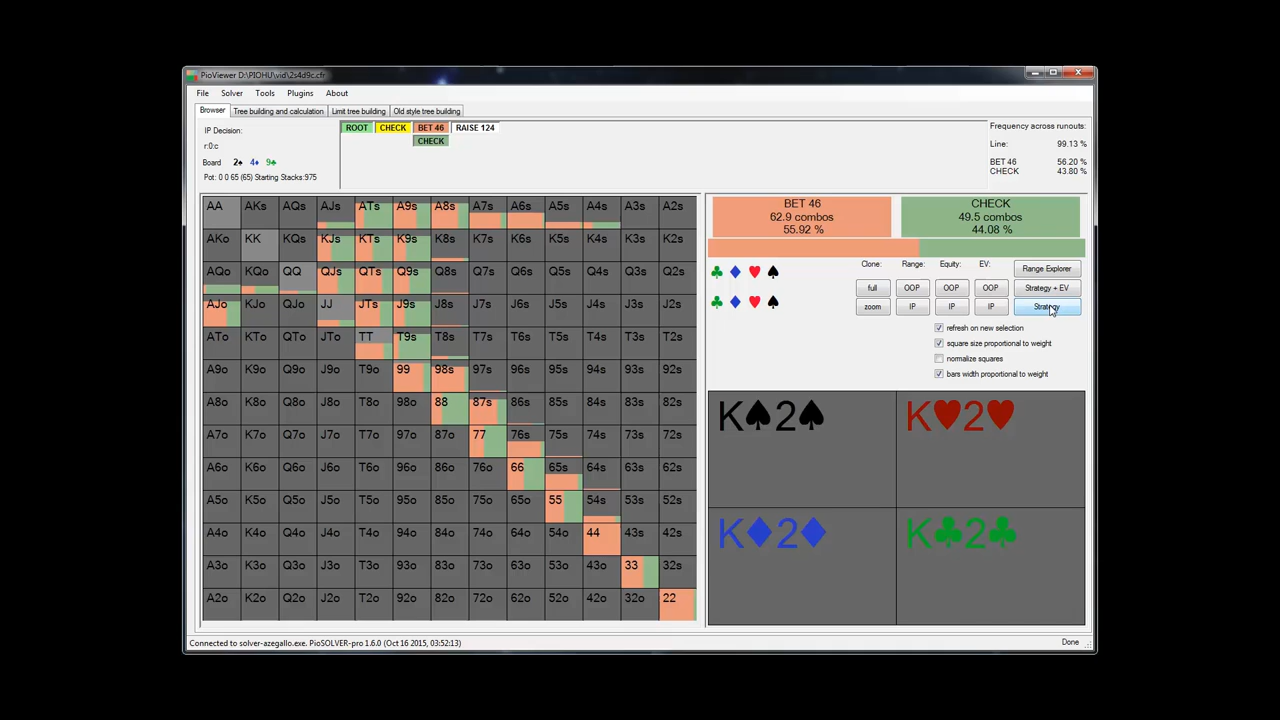 PioViewer D:\PIOHU\vid\2s4d9c.cfr
File Solver Tools Plugins About
Browser Tree building and calculation Limit tree building Old style tree building
IP Decision:
r:0:c
Board 2♠ 4♦ 9♣
Pot: 0 0 65 (65) Starting Stacks:975
ROOT CHECK BET 46 RAISE 124
CHECK
Frequency across runouts:
Line: 99.13 %
BET 46 56.20 %
CHECK 43.80 %
AA AKs AQs AJs ATs A9s A8s A7s A6s A5s A4s A3s A2s
AKo KK KQs KJs KTs K9s K8s K7s K6s K5s K4s K3s K2s
AQo KQo QQ QJs QTs Q9s Q8s Q7s Q6s Q5s Q4s Q3s Q2s
AJo KJo QJo JJ JTs J9s J8s J7s J6s J5s J4s J3s J2s
ATo KTo QTo JTo TT T9s T8s T7s T6s T5s T4s T3s T2s
A9o K9o Q9o J9o T9o 99 98s 97s 96s 95s 94s 93s 92s
A8o K8o Q8o J8o T8o 98o 88 87s 86s 85s 84s 83s 82s
A7o K7o Q7o J7o T7o 97o 87o 77 76s 75s 74s 73s 72s
A6o K6o Q6o J6o T6o 96o 86o 76o 66 65s 64s 63s 62s
A5o K5o Q5o J5o T5o 95o 85o 75o 65o 55 54s 53s 52s
A4o K4o Q4o J4o T4o 94o 84o 74o 64o 54o 44 43s 42s
A3o K3o Q3o J3o T3o 93o 83o 73o 63o 53o 43o 33 32s
A2o K2o Q2o J2o T2o 92o 82o 72o 62o 52o 42o 32o 22
BET 46
62.9 combos
55.92 %
CHECK
49.5 combos
44.08 %
♣ ♦ ♥ ♠
♣ ♦ ♥ ♠
Clone: Range: Equity: EV: Range Explorer
full OOP OOP OOP Strategy + EV
zoom IP IP IP Strategy
refresh on new selection
square size proportional to weight
normalize squares
bars width proportional to weight
K♠2♠ K♥2♥
K♦2♦ K♣2♣
Connected to solver-azegallo.exe. PioSOLVER-pro 1.6.0 (Oct 16 2015, 03:52:13) Done